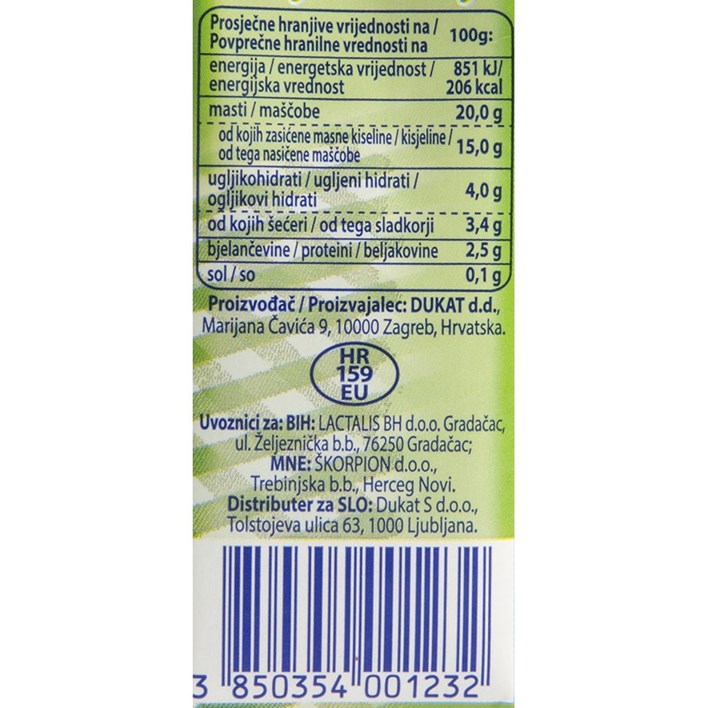 Prosječne hranjive vrijednosti na /
Povprečne hranilne vrednosti na 100g:
energija / energetska vrijednost / 851 kJ/
energijska vrednost 206 kcal
masti / maščobe 20,0 g
od kojih zasićene masne kiseline / kisjeline /
od tega nasičene maščobe 15,0 g
ugljikohidrati / ugljeni hidrati /
ogljikovi hidrati 4,0 g
od kojih šećeri / od tega sladkorji 3,4 g
bjelančevine / proteini / beljakovine 2,5 g
sol / so 0,1 g
Proizvođač / Proizvajalec: DUKAT d.d.,
Marijana Čavića 9, 10000 Zagreb, Hrvatska.
HR
159
EU
Uvoznici za: BIH: LACTALIS BH d.o.o. Gradačac,
ul. Željeznička b.b., 76250 Gradačac;
MNE: ŠKORPION d.o.o.,
Trebinjska b.b., Herceg Novi.
Distributer za SLO: Dukat S d.o.o.,
Tolstojeva ulica 63, 1000 Ljubljana.
3 850354 001232